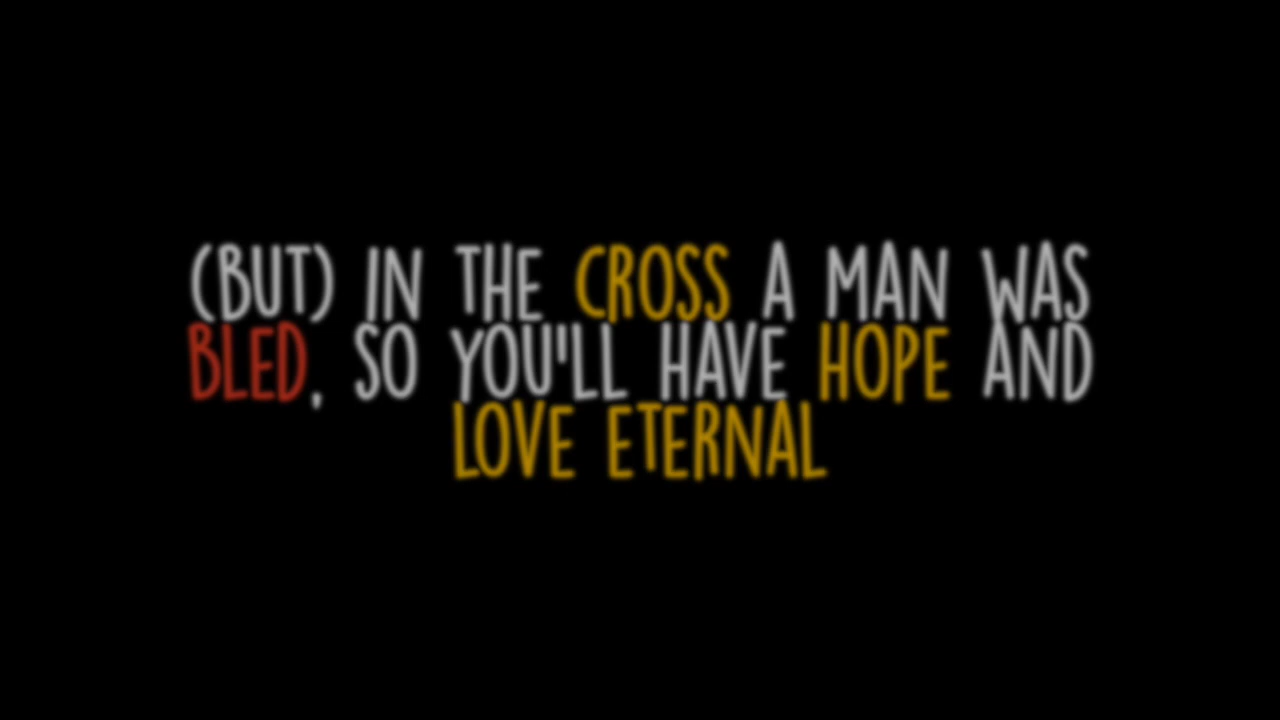 (BUT) IN THE CROSS A MAN WAS
BLED, SO YOU'LL HAVE HOPE AND
LOVE ETERNAL